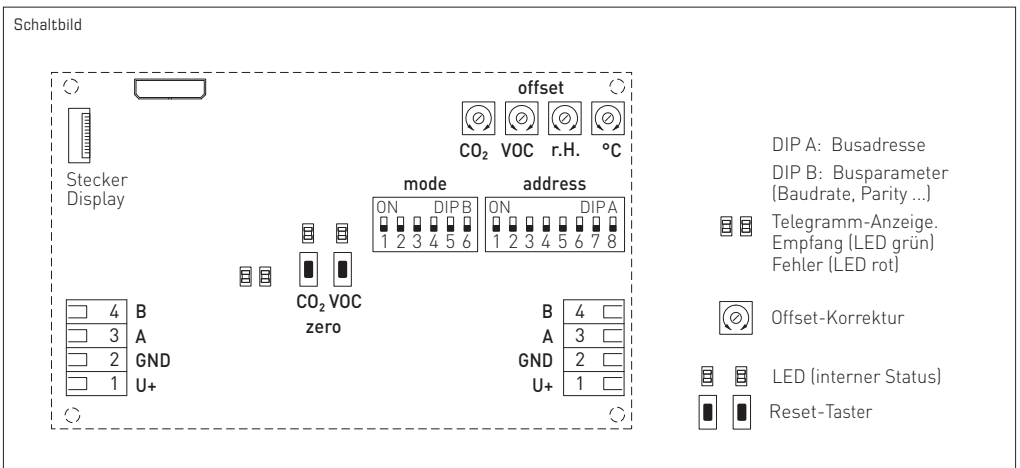 Schaltbild
offset
CO₂ VOC r.H. °C
Stecker
Display
mode
ON DIP B
1 2 3 4 5 6
address
ON DIP A
1 2 3 4 5 6 7 8
CO₂ VOC
zero
4 B
3 A
2 GND
1 U+
B 4
A 3
GND 2
U+ 1
DIP A: Busadresse
DIP B: Busparameter
(Baudrate, Parity ...)
Telegramm-Anzeige.
Empfang (LED grün)
Fehler (LED rot)
Offset-Korrektur
LED (interner Status)
Reset-Taster